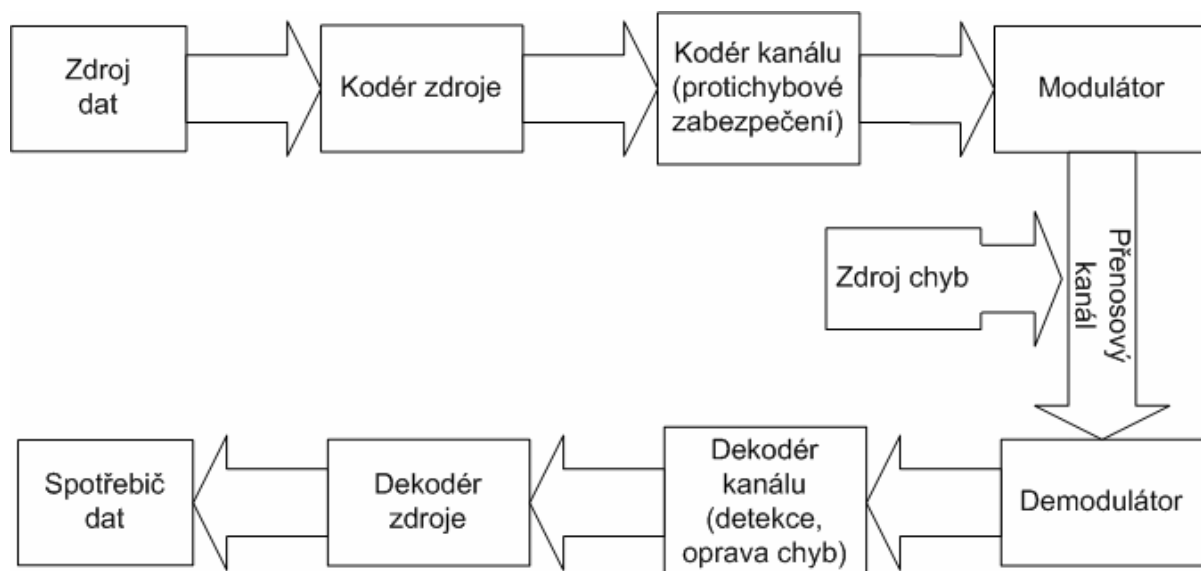 Zdroj
dat
Kodér zdroje
Kodér kanálu
(protichybové
zabezpečení)
Modulátor
Zdroj chyb
Přenosový
kanál
Spotřebič
dat
Dekodér
zdroje
Dekodér
kanálu
(detekce,
oprava chyb)
Demodulátor